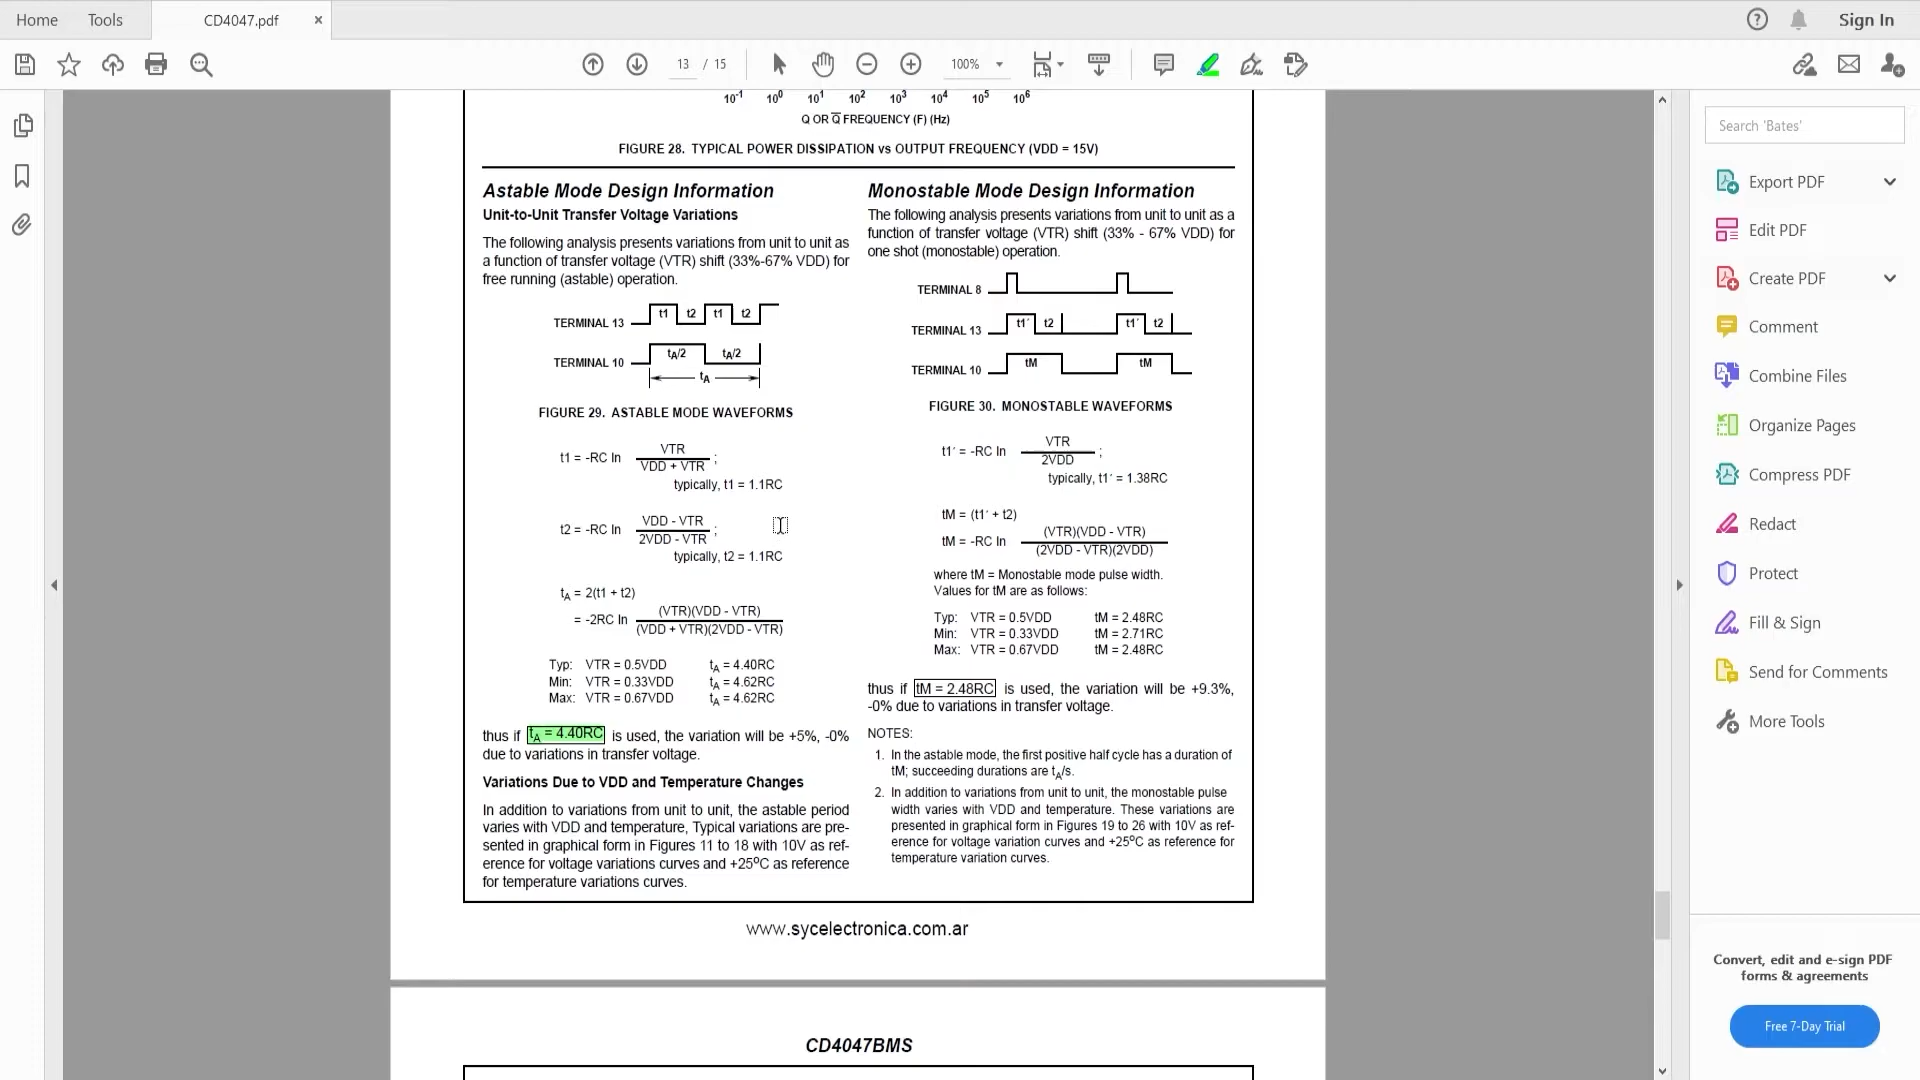 Home Tools CD4047.pdf × Sign In
13 / 15 100%
10-1 100 101 102 103 104 105 106
Q OR Q̅ FREQUENCY (F) (Hz)
FIGURE 28. TYPICAL POWER DISSIPATION vs OUTPUT FREQUENCY (VDD = 15V)
Astable Mode Design Information
Unit-to-Unit Transfer Voltage Variations
The following analysis presents variations from unit to unit as
a function of transfer voltage (VTR) shift (33%-67% VDD) for
free running (astable) operation.
TERMINAL 13 t1 t2 t1 t2
TERMINAL 10 tA/2 tA/2
tA
FIGURE 29. ASTABLE MODE WAVEFORMS
t1 = -RC In VTR
VDD + VTR ;
typically, t1 = 1.1RC
t2 = -RC In VDD - VTR
2VDD - VTR ;
typically, t2 = 1.1RC
tA = 2(t1 + t2)
= -2RC In (VTR)(VDD - VTR)
(VDD + VTR)(2VDD - VTR)
Typ: VTR = 0.5VDD tA = 4.40RC
Min: VTR = 0.33VDD tA = 4.62RC
Max: VTR = 0.67VDD tA = 4.62RC
thus if tA = 4.40RC is used, the variation will be +5%, -0%
due to variations in transfer voltage.
Variations Due to VDD and Temperature Changes
In addition to variations from unit to unit, the astable period
varies with VDD and temperature, Typical variations are pre-
sented in graphical form in Figures 11 to 18 with 10V as ref-
erence for voltage variations curves and +25oC as reference
for temperature variations curves.
Monostable Mode Design Information
The following analysis presents variations from unit to unit as a
function of transfer voltage (VTR) shift (33% - 67% VDD) for
one shot (monostable) operation.
TERMINAL 8
TERMINAL 13 t1´ t2 t1´ t2
TERMINAL 10 tM tM
FIGURE 30. MONOSTABLE WAVEFORMS
t1´ = -RC In VTR
2VDD ;
typically, t1´ = 1.38RC
tM = (t1´ + t2)
tM = -RC In (VTR)(VDD - VTR)
(2VDD - VTR)(2VDD)
where tM = Monostable mode pulse width.
Values for tM are as follows:
Typ: VTR = 0.5VDD tM = 2.48RC
Min: VTR = 0.33VDD tM = 2.71RC
Max: VTR = 0.67VDD tM = 2.48RC
thus if tM = 2.48RC is used, the variation will be +9.3%,
-0% due to variations in transfer voltage.
NOTES:
1. In the astable mode, the first positive half cycle has a duration of
tM; succeeding durations are tA/s.
2. In addition to variations from unit to unit, the monostable pulse
width varies with VDD and temperature. These variations are
presented in graphical form in Figures 19 to 26 with 10V as ref-
erence for voltage variation curves and +25oC as reference for
temperature variation curves.
www.sycelectronica.com.ar
CD4047BMS
Search 'Bates'
Export PDF
Edit PDF
Create PDF
Comment
Combine Files
Organize Pages
Compress PDF
Redact
Protect
Fill & Sign
Send for Comments
More Tools
Convert, edit and e-sign PDF
forms & agreements
Free 7-Day Trial